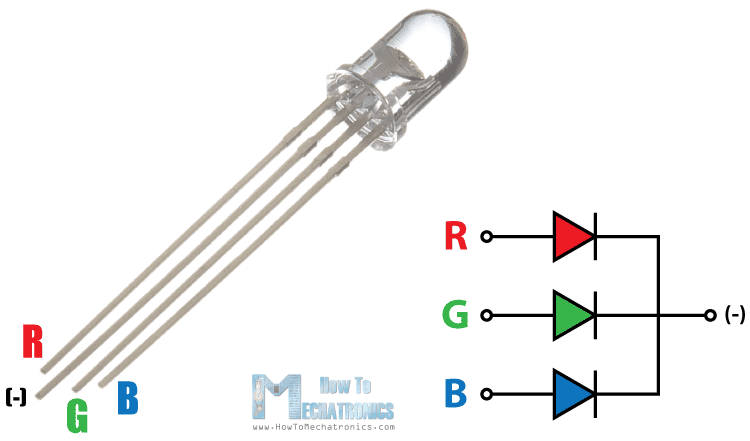 R
(-)
G
B
How To
MECHATRONICS
www.HowToMechatronics.com
R
G
(-)
B